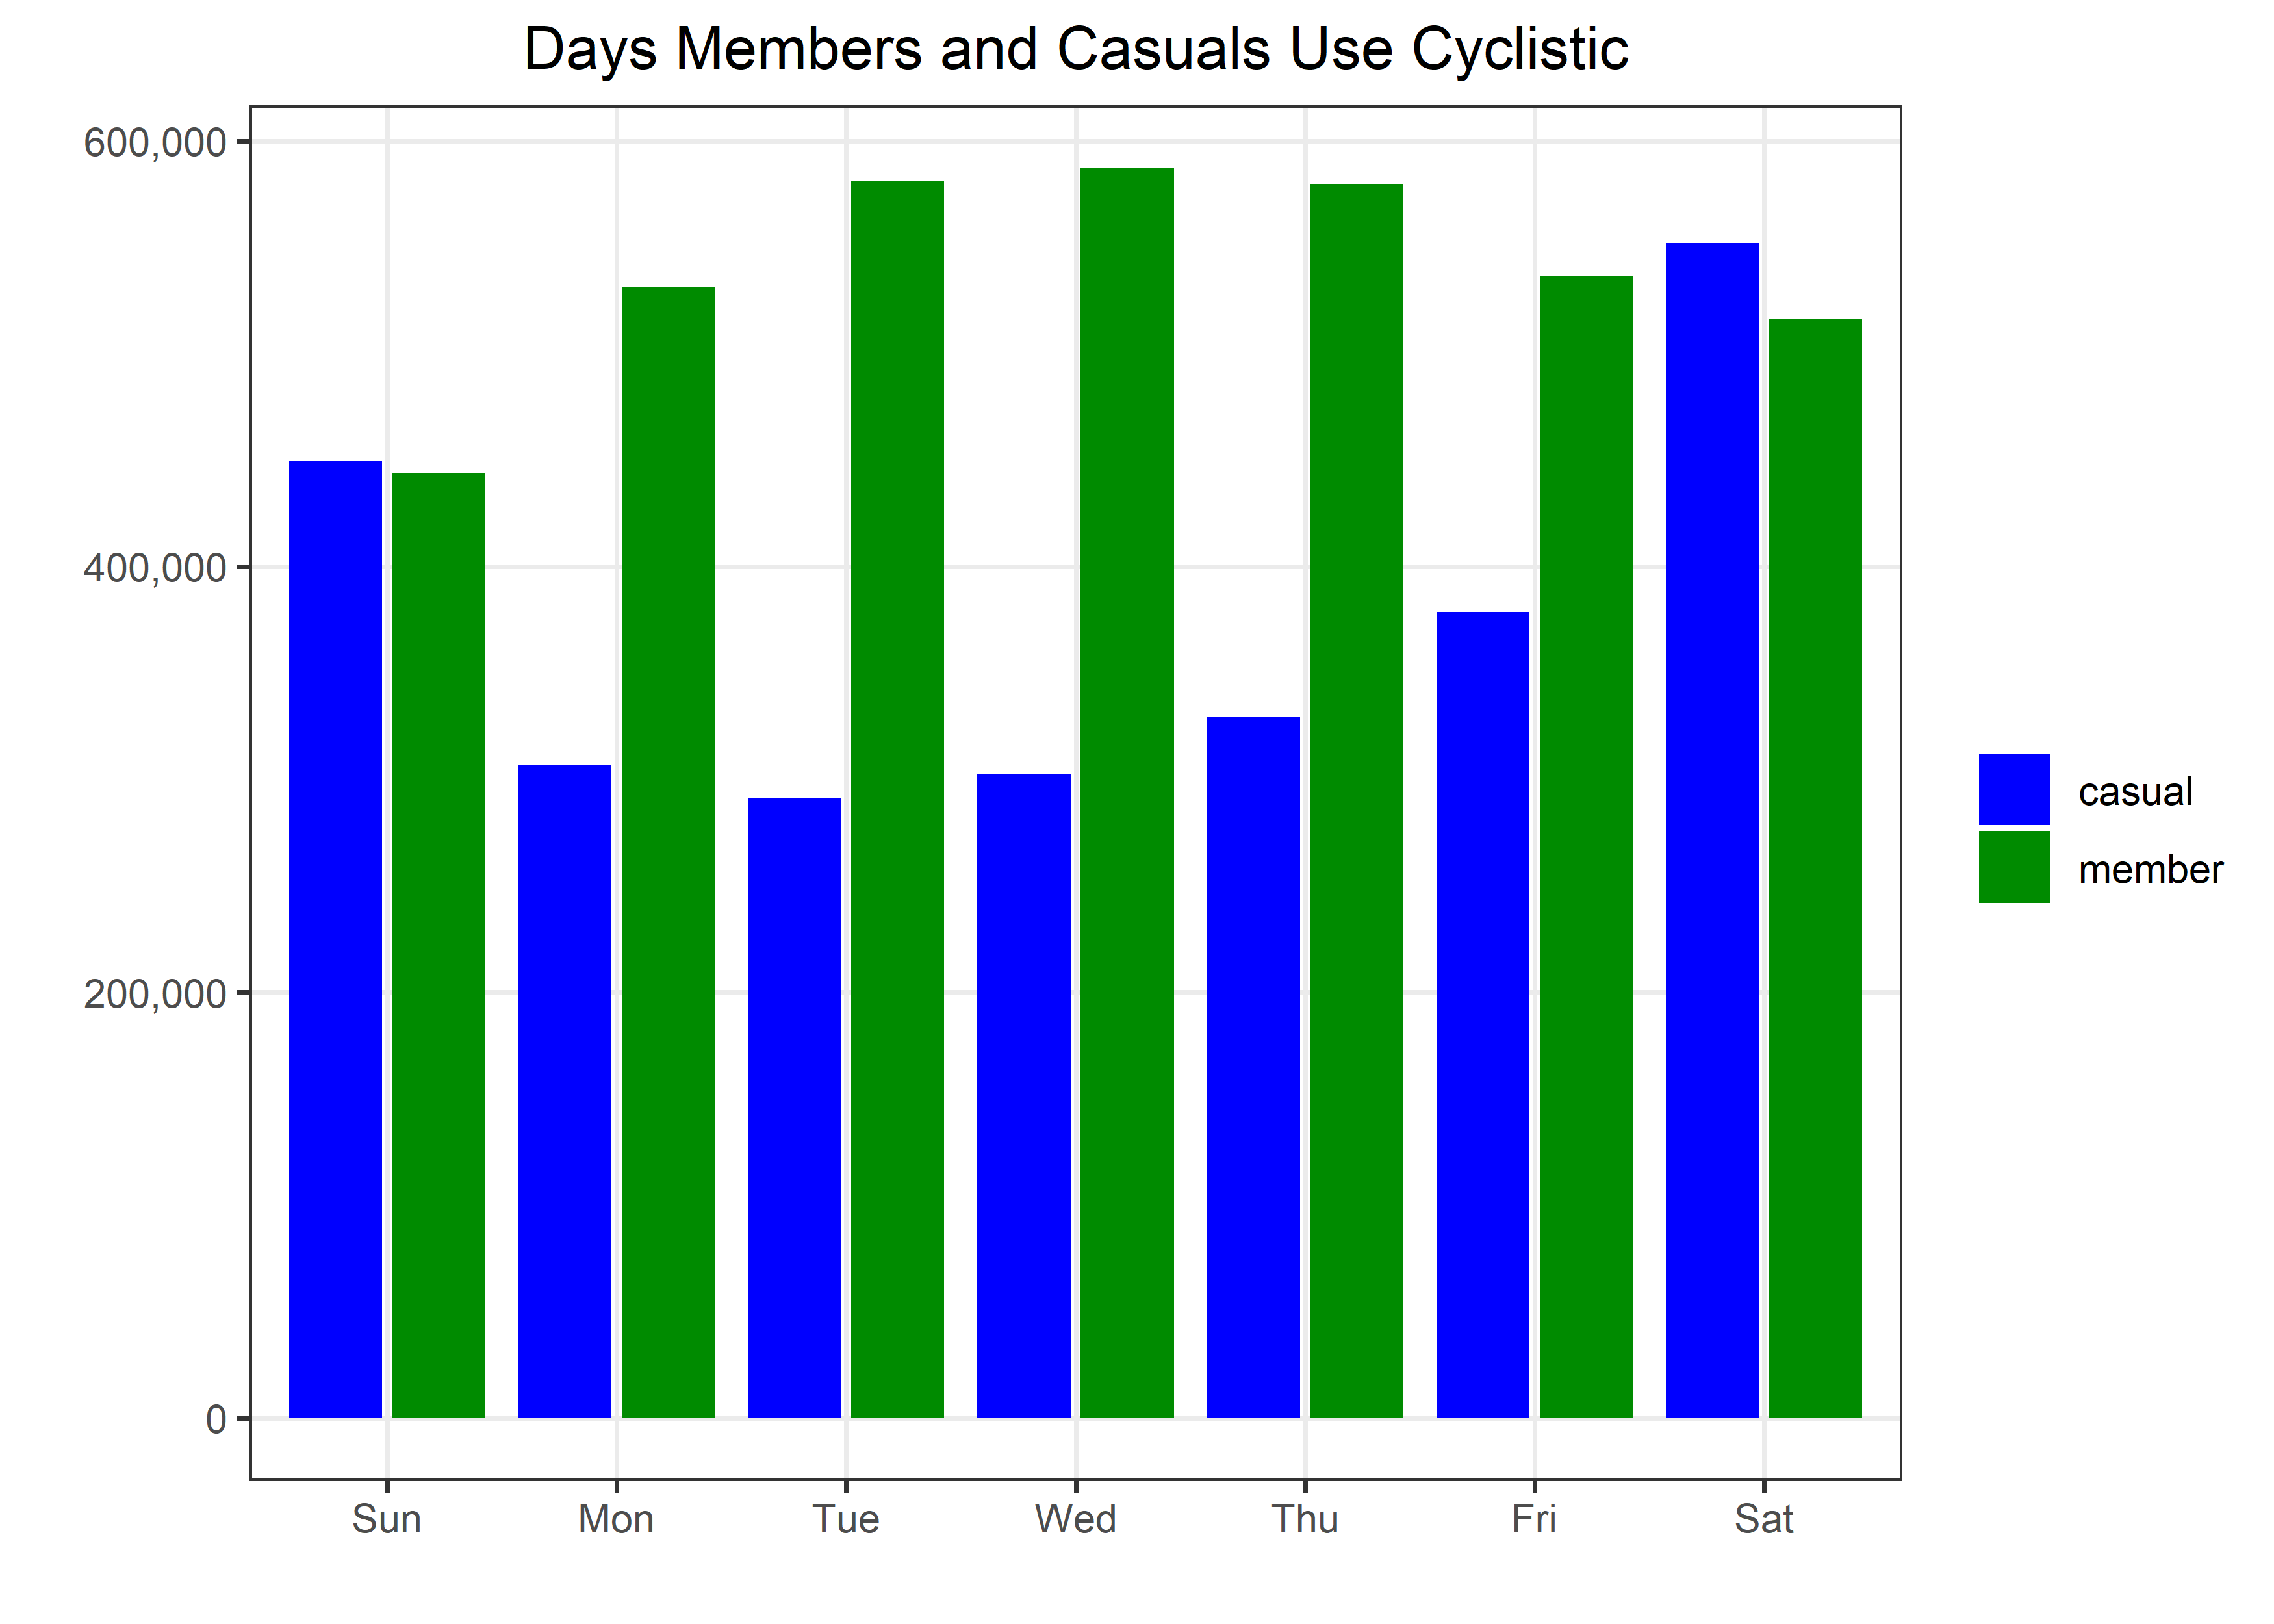 Days Members and Casuals Use Cyclistic
600,000
400,000
200,000
0
Sun Mon Tue Wed Thu Fri Sat
casual
member